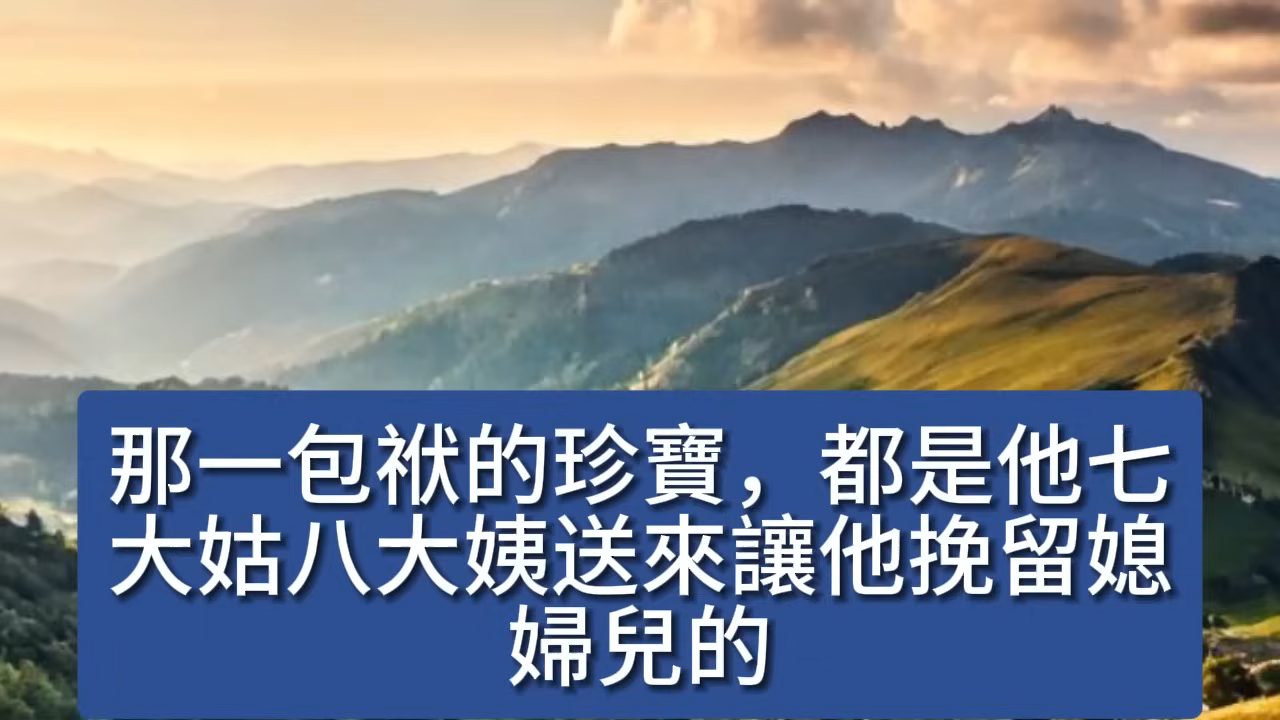 那一包袱的珍寶，都是他七
大姑八大姨送來讓他挽留媳
婦兒的